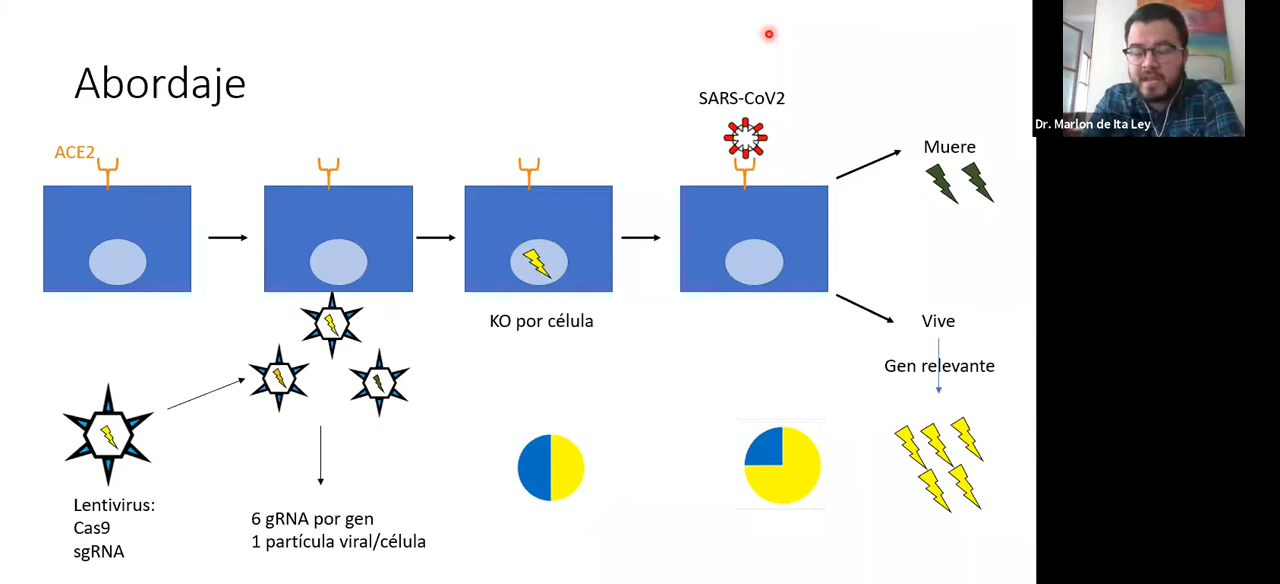 Abordaje
SARS-CoV2
Dr. Marlon de Ita Ley
ACE2
Muere
KO por célula
Vive
Gen relevante
Lentivirus:
Cas9
sgRNA
6 gRNA por gen
1 partícula viral/célula